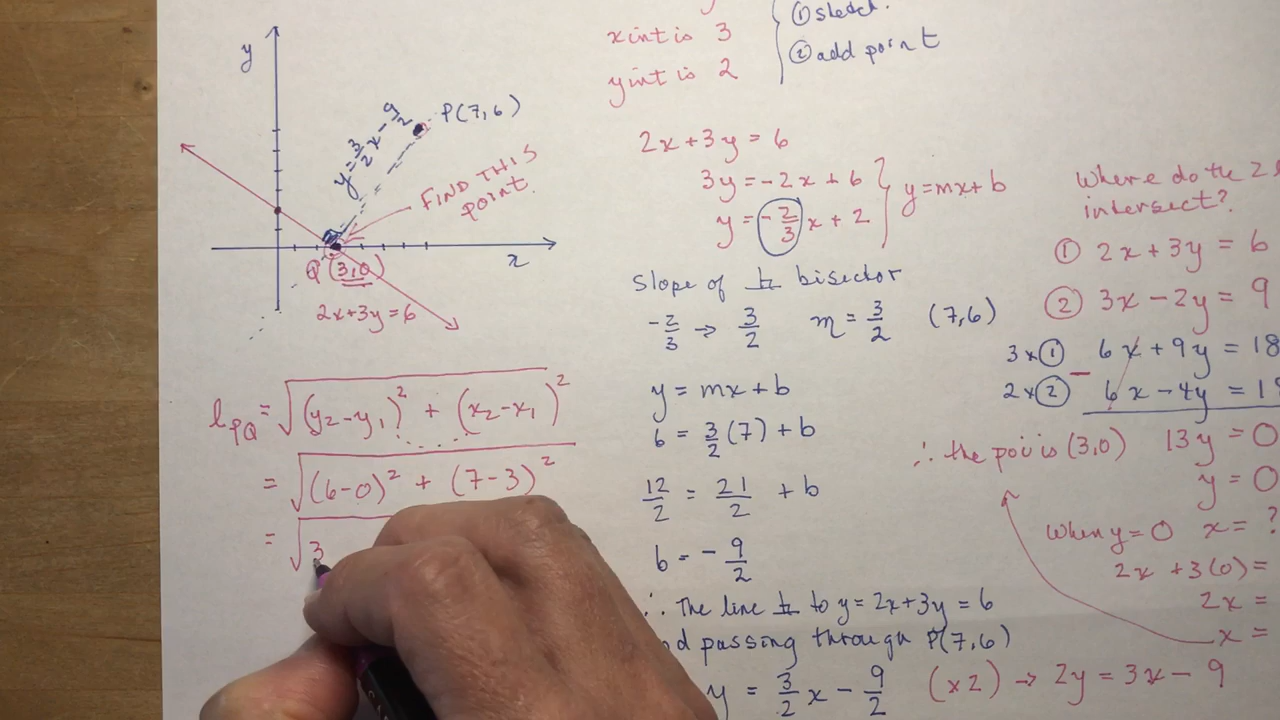 y
P(7,6)
y = 3/2 x - 9/2
FIND THIS
point.
Q (3,0)
x
2x+3y=6
l_PQ = √(y₂-y₁)² + (x₂-x₁)²
= √(6-0)² + (7-3)²
= √3
x int is 3
y int is 2
① sketch.
② add point
2x+3y=6
3y=-2x+6
y = -2/3 x + 2
y=mx+b
Slope of ⊥ bisector
-2/3 → 3/2 m = 3/2 (7,6)
y = mx + b
6 = 3/2 (7) + b
12/2 = 21/2 + b
b = - 9/2
∴ The line ⊥ to y = 2x+3y = 6
passing through P(7,6)
y = 3/2 x - 9/2 (x2) → 2y = 3x - 9
Where do the 2
intersect?
① 2x + 3y = 6
② 3x - 2y = 9
3x① 6x + 9y = 18
2x② - 6x - 4y =
13y = 0
y = 0
∴ the poi is (3,0)
When y=0 x = ?
2x + 3(0) =
2x =
x =